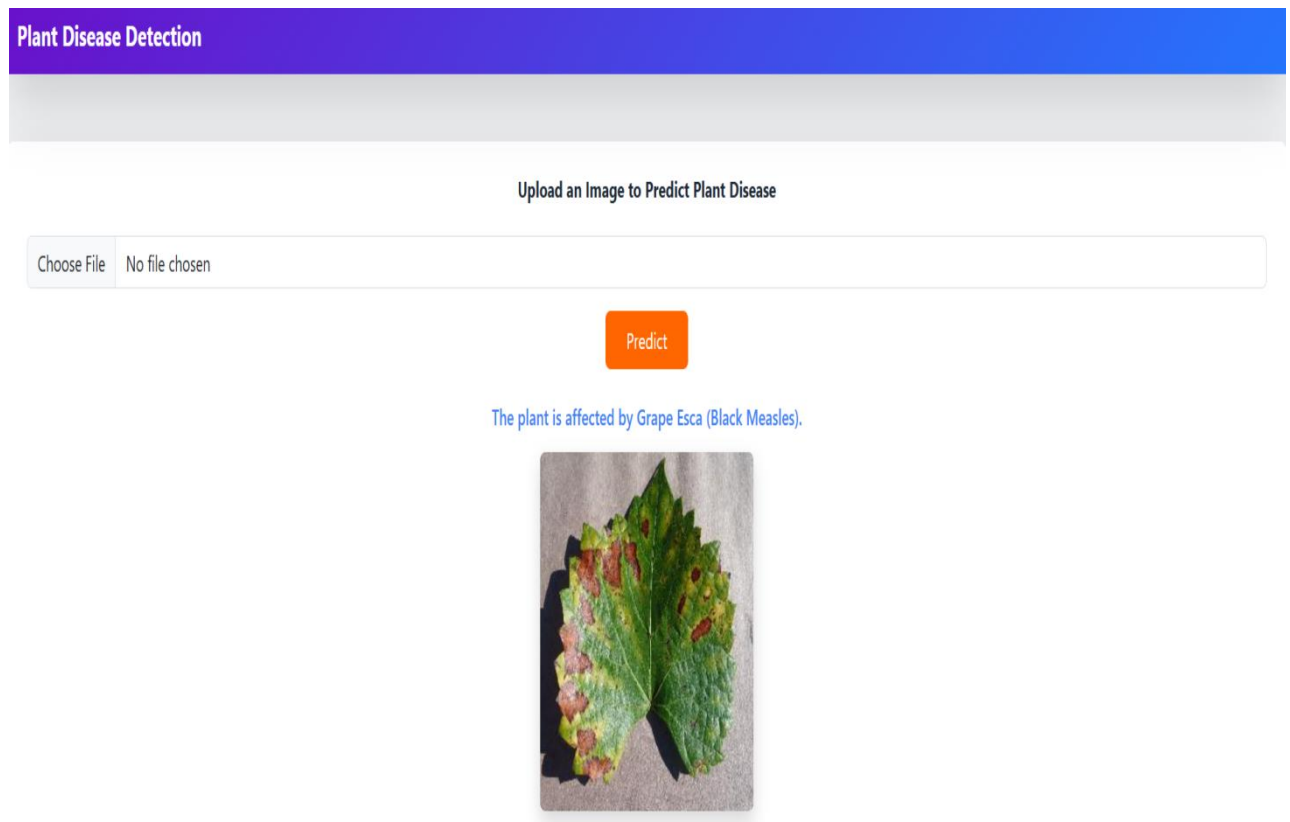 Plant Disease Detection
Upload an Image to Predict Plant Disease
Choose File No file chosen
Predict
The plant is affected by Grape Esca (Black Measles).